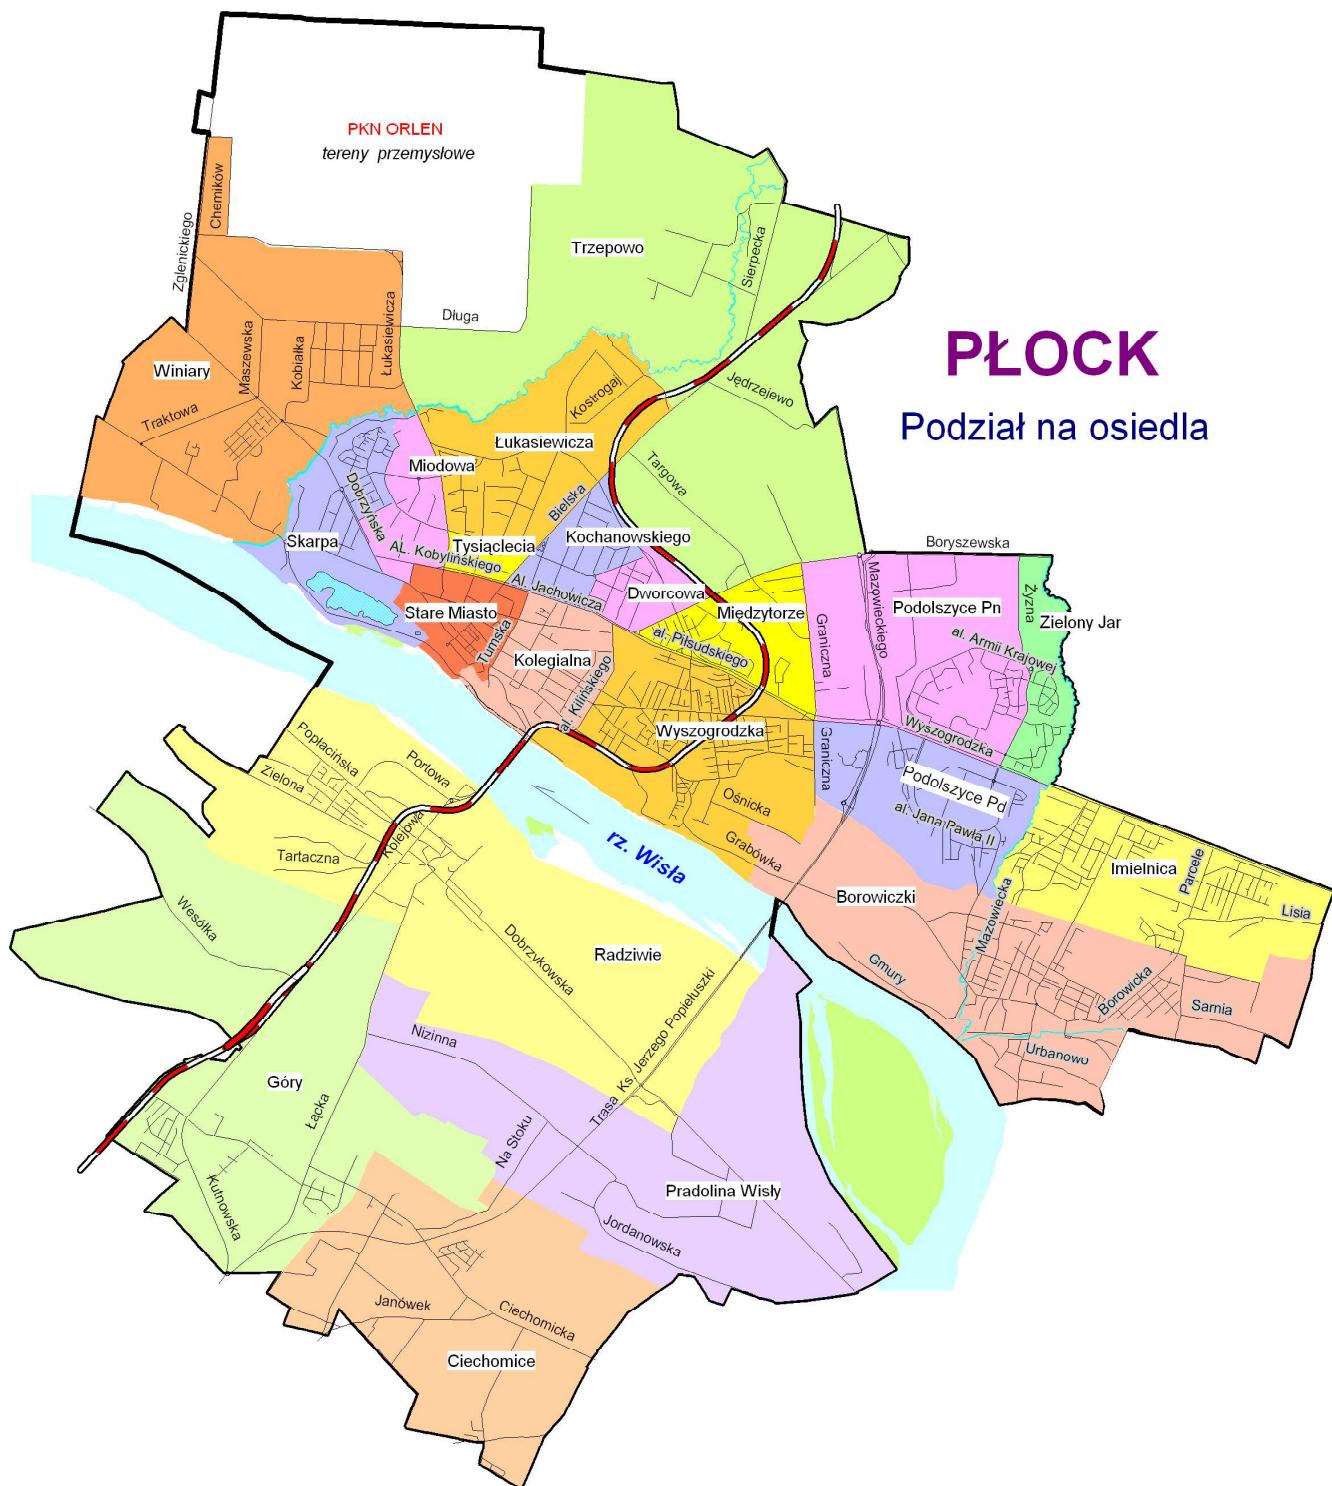 PKN ORLEN
tereny przemysłowe
Chemików
Zglenickiego
Trzepowo
Sierpecka
Długa
PŁOCK
Podział na osiedla
Łukasiewicza
Maszewska
Kobiałka
Winiary
Traktowa
Kostrogaj
Jędrzejewo
Łukasiewicza
Miodowa
Targowa
Dobrzyńska
Bielska
Kochanowskiego
Skarpa
AL. Kobylińskiego
Tysiąclecia
Boryszewska
Al. Jachowicza
Dworcowa
Stare Miasto
Międzytorze
Mazowieckiego
Podolszyce Pn
Żyzna
Zielony Jar
Graniczna
al. Armii Krajowej
Tumska
Kolegialna
al. Piłsudskiego
al. Kilińskiego
Wyszogrodzka
Wyszogrodzka
Graniczna
Popłacińska
Portowa
Zielona
Podolszyce Pd
Ośnicka
al. Jana Pawła II
Kolejowa
Tartaczna
Grabówka
rz. Wisła
Imielnica
Parcele
Borowiczki
Mazowiecka
Lisia
Wesółka
Dobrzykowska
Radziwie
Gmury
Borowicka
Sarnia
Nizinna
Trasa Ks. Jerzego Popiełuszki
Urbanowo
Góry
Łącka
Na Stoku
Pradolina Wisły
Kutnowska
Jordanowska
Janówek
Ciechomicka
Ciechomice